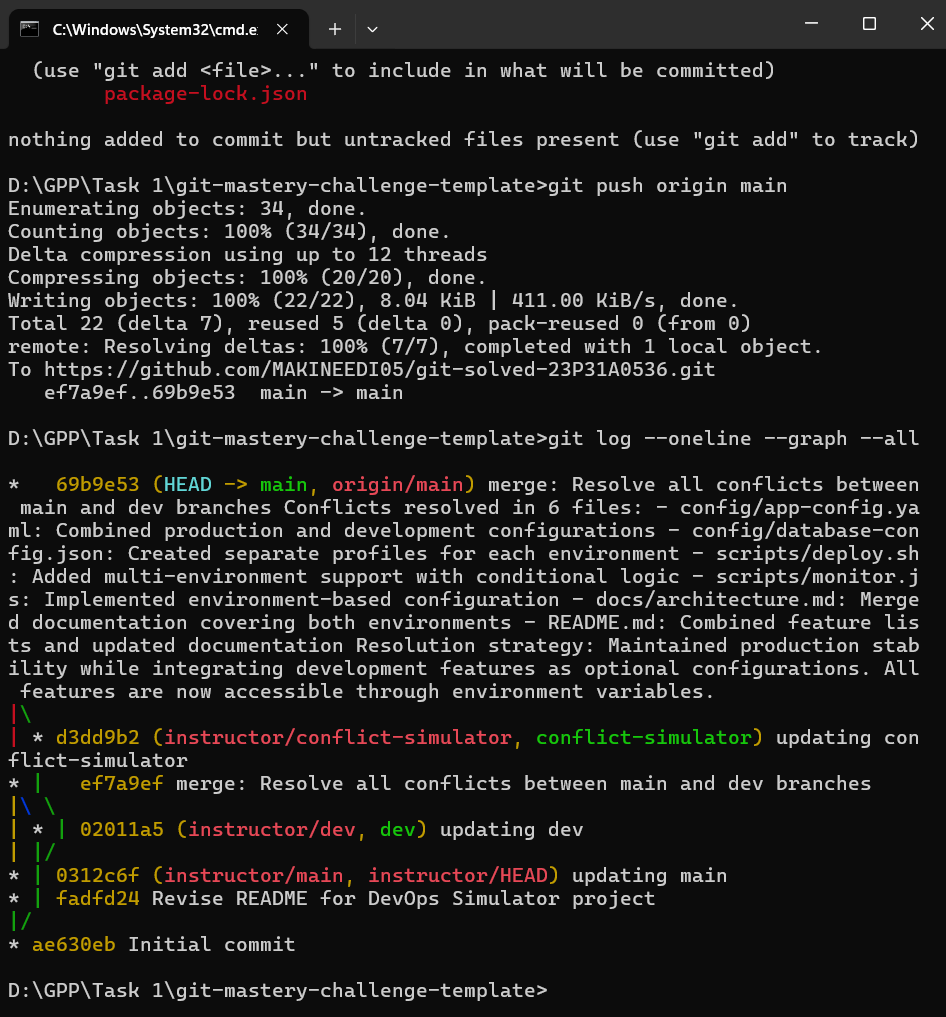 C:\Windows\System32\cmd.e
(use "git add <file>..." to include in what will be committed)
package-lock.json
nothing added to commit but untracked files present (use "git add" to track)
D:\GPP\Task 1\git-mastery-challenge-template>git push origin main
Enumerating objects: 34, done.
Counting objects: 100% (34/34), done.
Delta compression using up to 12 threads
Compressing objects: 100% (20/20), done.
Writing objects: 100% (22/22), 8.04 KiB | 411.00 KiB/s, done.
Total 22 (delta 7), reused 5 (delta 0), pack-reused 0 (from 0)
remote: Resolving deltas: 100% (7/7), completed with 1 local object.
To https://github.com/MAKINEEDI05/git-solved-23P31A0536.git
   ef7a9ef..69b9e53  main -> main
D:\GPP\Task 1\git-mastery-challenge-template>git log --oneline --graph --all
*   69b9e53 (HEAD -> main, origin/main) merge: Resolve all conflicts between
 main and dev branches Conflicts resolved in 6 files: - config/app-config.ya
ml: Combined production and development configurations - config/database-con
fig.json: Created separate profiles for each environment - scripts/deploy.sh
: Added multi-environment support with conditional logic - scripts/monitor.j
s: Implemented environment-based configuration - docs/architecture.md: Merge
d documentation covering both environments - README.md: Combined feature lis
ts and updated documentation Resolution strategy: Maintained production stab
ility while integrating development features as optional configurations. All
 features are now accessible through environment variables.
|\
| * d3dd9b2 (instructor/conflict-simulator, conflict-simulator) updating con
flict-simulator
* |   ef7a9ef merge: Resolve all conflicts between main and dev branches
|\ \
| * | 02011a5 (instructor/dev, dev) updating dev
| |/
* | 0312c6f (instructor/main, instructor/HEAD) updating main
* | fadfd24 Revise README for DevOps Simulator project
|/
* ae630eb Initial commit
D:\GPP\Task 1\git-mastery-challenge-template>